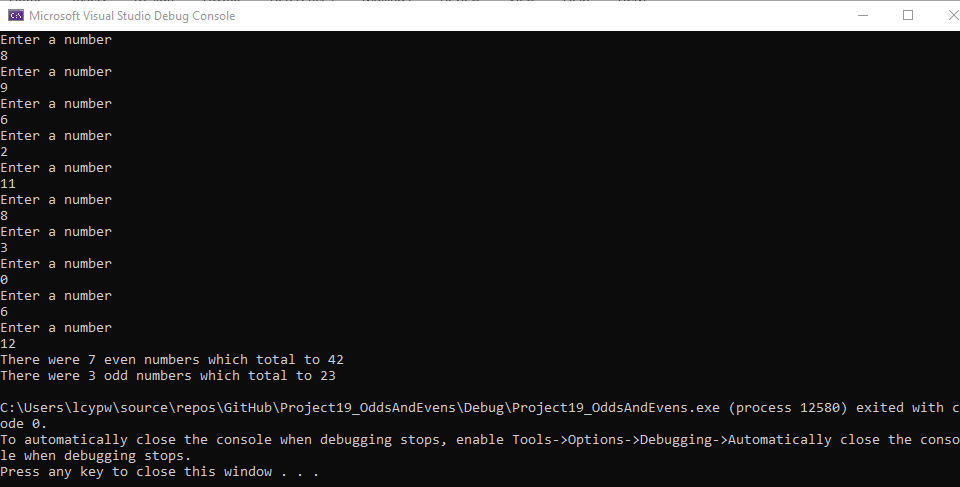 Microsoft Visual Studio Debug Console
Enter a number
8
Enter a number
9
Enter a number
6
Enter a number
2
Enter a number
11
Enter a number
8
Enter a number
3
Enter a number
0
Enter a number
6
Enter a number
12
There were 7 even numbers which total to 42
There were 3 odd numbers which total to 23
C:\Users\lcypw\source\repos\GitHub\Project19_OddsAndEvens\Debug\Project19_OddsAndEvens.exe (process 12580) exited with c
ode 0.
To automatically close the console when debugging stops, enable Tools->Options->Debugging->Automatically close the conso
le when debugging stops.
Press any key to close this window . . .